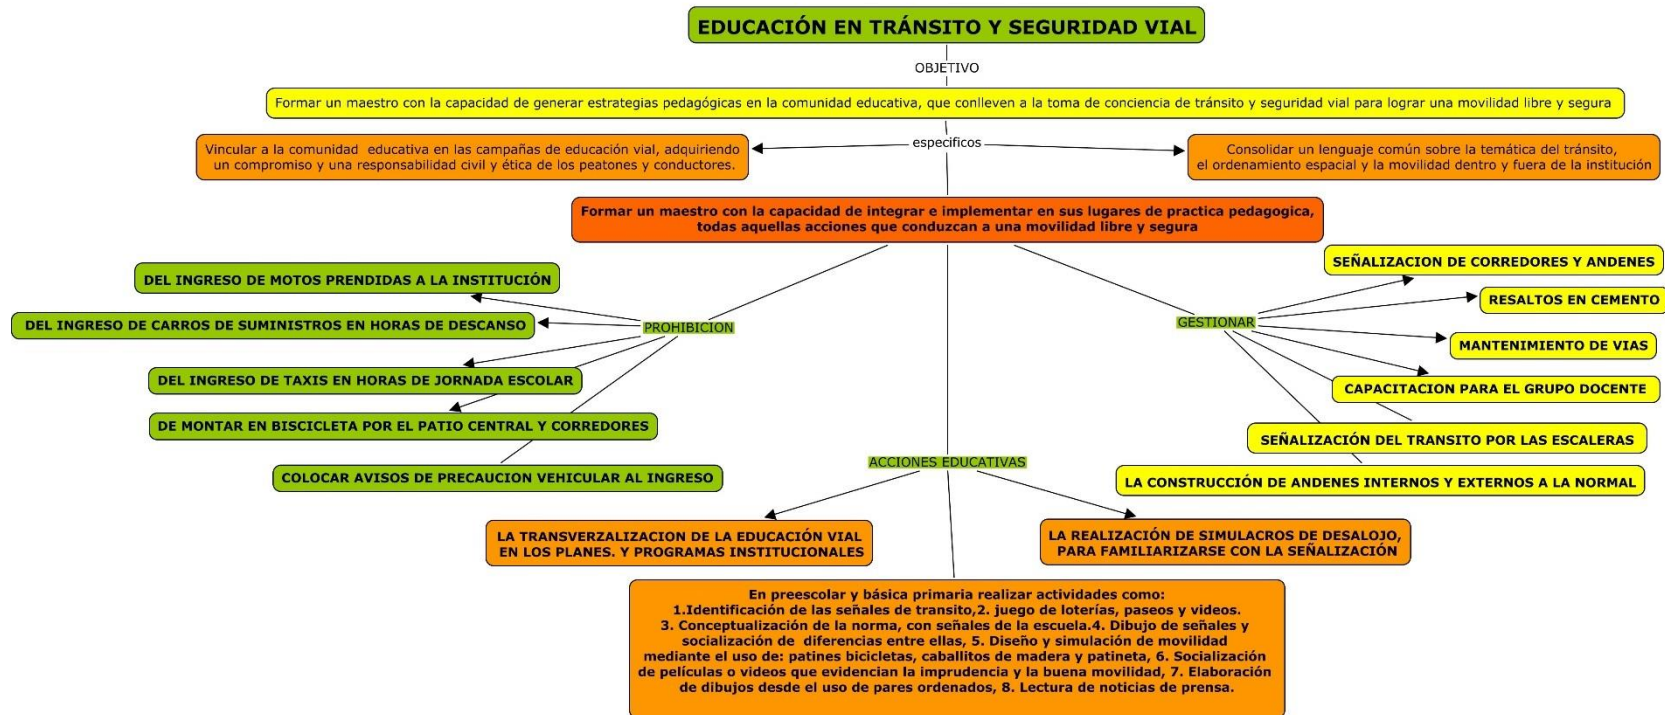 EDUCACIÓN EN TRÁNSITO Y SEGURIDAD VIAL
OBJETIVO
Formar un maestro con la capacidad de generar estrategias pedagógicas en la comunidad educativa, que conlleven a la toma de conciencia de tránsito y seguridad vial para lograr una movilidad libre y segura
especificos
Vincular a la comunidad educativa en las campañas de educación vial, adquiriendo
un compromiso y una responsabilidad civil y ética de los peatones y conductores.
Consolidar un lenguaje común sobre la temática del tránsito,
el ordenamiento espacial y la movilidad dentro y fuera de la institución
Formar un maestro con la capacidad de integrar e implementar en sus lugares de practica pedagogica,
todas aquellas acciones que conduzcan a una movilidad libre y segura
PROHIBICION
DEL INGRESO DE MOTOS PRENDIDAS A LA INSTITUCIÓN
DEL INGRESO DE CARROS DE SUMINISTROS EN HORAS DE DESCANSO
DEL INGRESO DE TAXIS EN HORAS DE JORNADA ESCOLAR
DE MONTAR EN BISCICLETA POR EL PATIO CENTRAL Y CORREDORES
COLOCAR AVISOS DE PRECAUCION VEHICULAR AL INGRESO
GESTIONAR
SEÑALIZACION DE CORREDORES Y ANDENES
RESALTOS EN CEMENTO
MANTENIMIENTO DE VIAS
CAPACITACION PARA EL GRUPO DOCENTE
SEÑALIZACIÓN DEL TRANSITO POR LAS ESCALERAS
LA CONSTRUCCIÓN DE ANDENES INTERNOS Y EXTERNOS A LA NORMAL
ACCIONES EDUCATIVAS
LA TRANSVERZALIZACION DE LA EDUCACIÓN VIAL
EN LOS PLANES. Y PROGRAMAS INSTITUCIONALES
LA REALIZACIÓN DE SIMULACROS DE DESALOJO,
PARA FAMILIARIZARSE CON LA SEÑALIZACIÓN
En preescolar y básica primaria realizar actividades como:
1.Identificación de las señales de transito,2. juego de loterías, paseos y videos.
3. Conceptualización de la norma, con señales de la escuela.4. Dibujo de señales y
socialización de diferencias entre ellas, 5. Diseño y simulación de movilidad
mediante el uso de: patines bicicletas, caballitos de madera y patineta, 6. Socialización
de películas o videos que evidencian la imprudencia y la buena movilidad, 7. Elaboración
de dibujos desde el uso de pares ordenados, 8. Lectura de noticias de prensa.